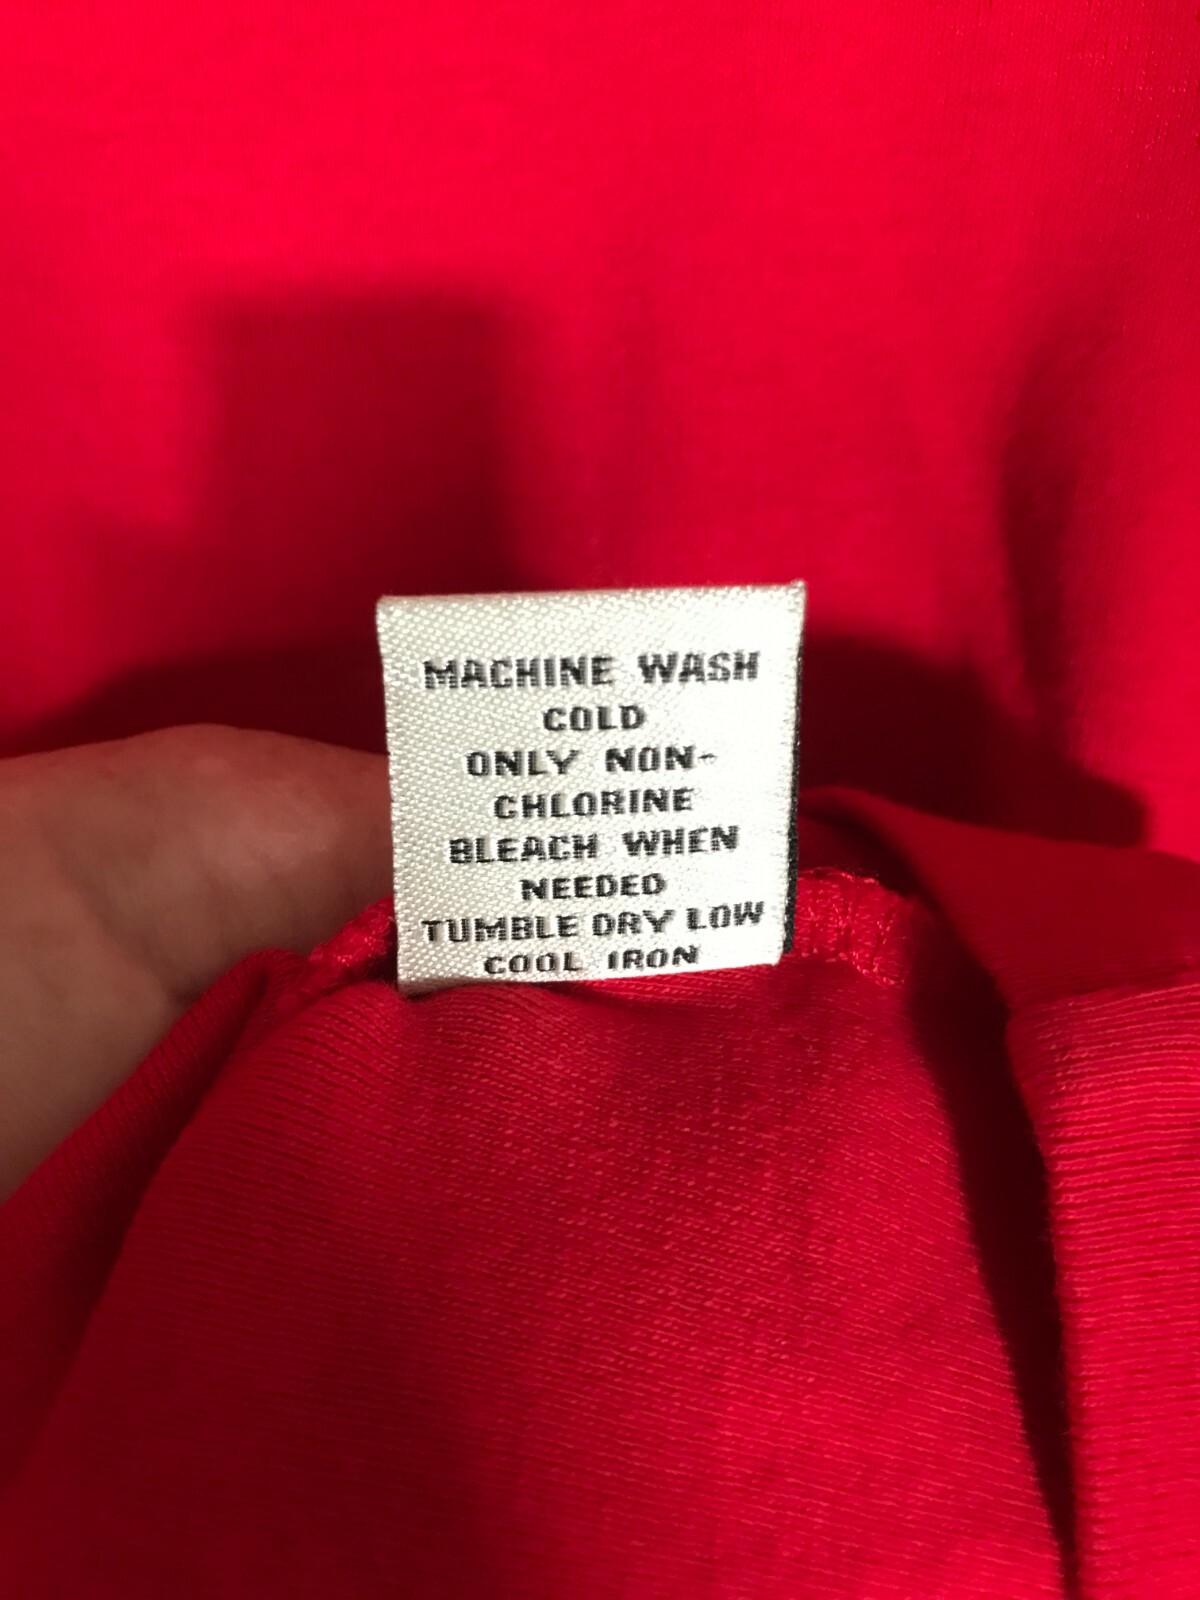 MACHINE WASH
COLD
ONLY NON-
CHLORINE
BLEACH WHEN
NEEDED
TUMBLE DRY LOW
COOL IRON